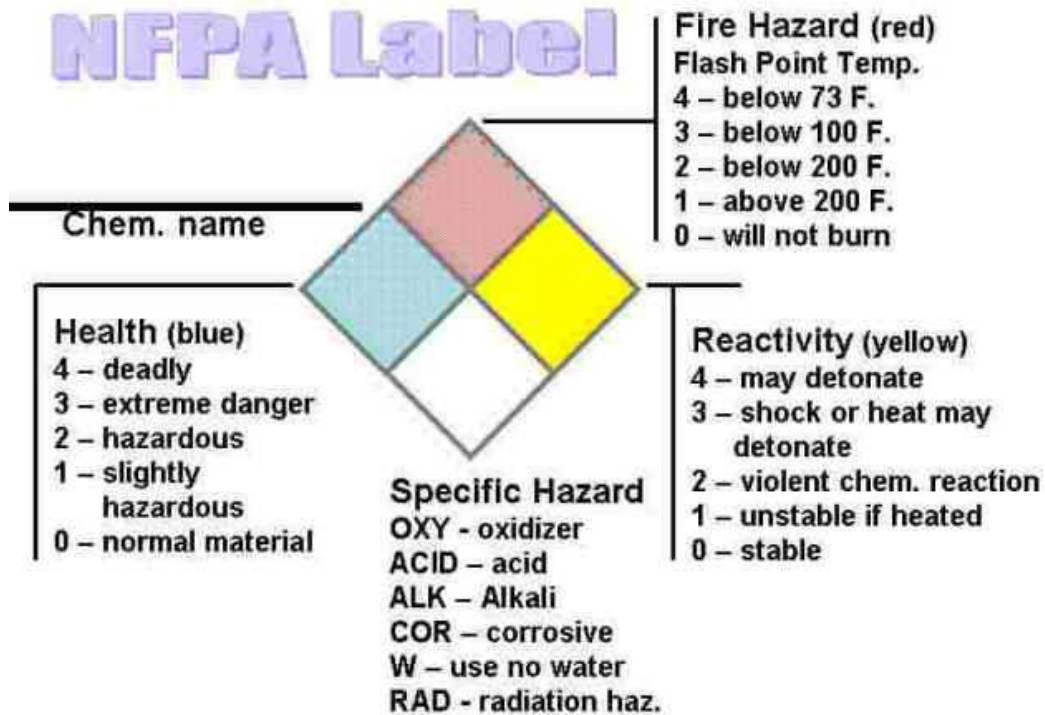 NFPA Label
Fire Hazard (red)
Flash Point Temp.
4 – below 73 F.
3 – below 100 F.
2 – below 200 F.
1 – above 200 F.
0 – will not burn
Chem. name
Health (blue)
4 – deadly
3 – extreme danger
2 – hazardous
1 – slightly
hazardous
0 – normal material
Reactivity (yellow)
4 – may detonate
3 – shock or heat may
detonate
2 – violent chem. reaction
1 – unstable if heated
0 – stable
Specific Hazard
OXY - oxidizer
ACID – acid
ALK – Alkali
COR – corrosive
W – use no water
RAD - radiation haz.